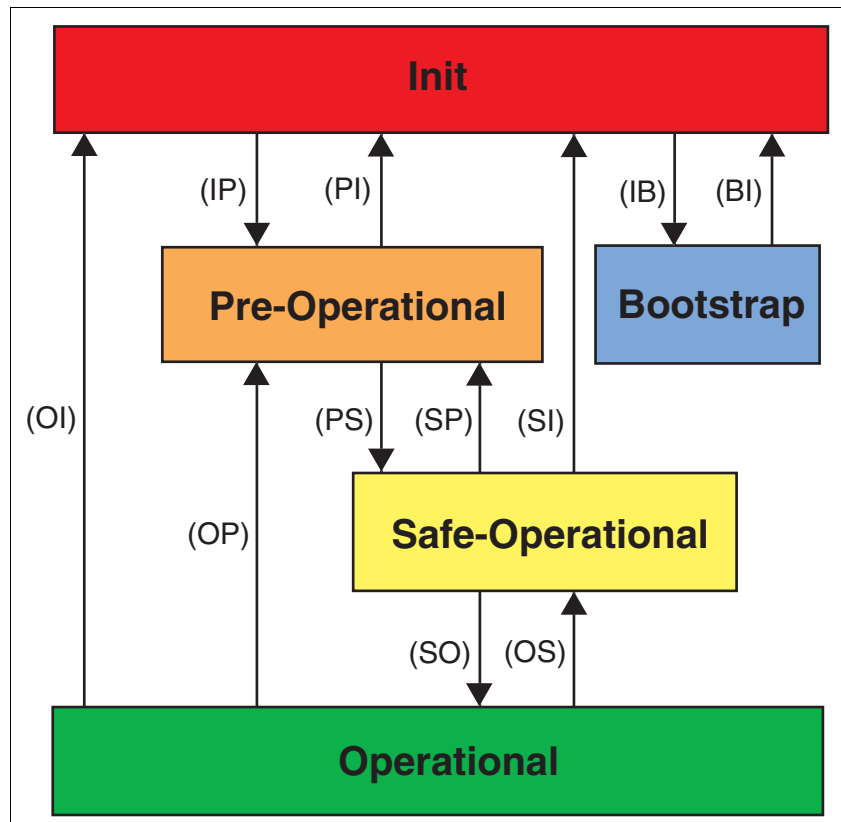 Init
(IP)
(PI)
(IB)
(BI)
Pre-Operational
Bootstrap
(OI)
(PS)
(SP)
(SI)
(OP)
Safe-Operational
(SO)
(OS)
Operational